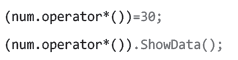 (num.operator*())=30;
(num.operator*()).ShowData();